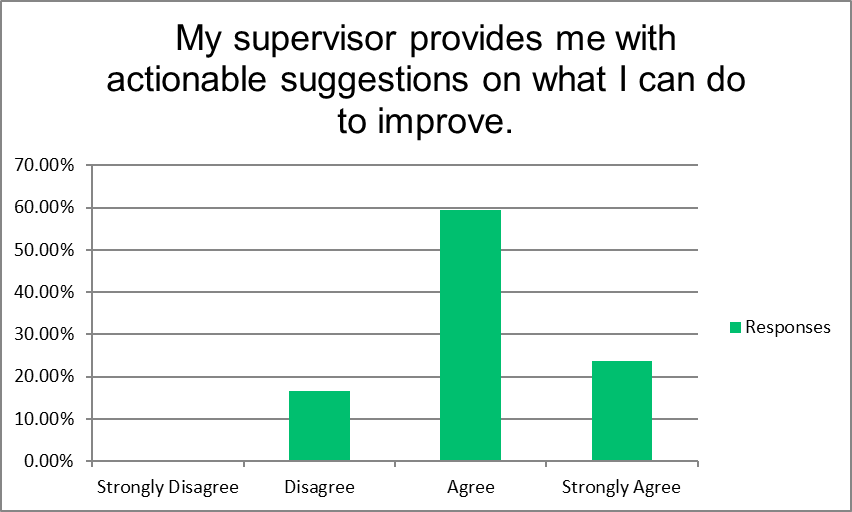 My supervisor provides me with
actionable suggestions on what I can do
to improve.
70.00%
60.00%
50.00%
40.00%
30.00%
20.00%
10.00%
0.00%
Strongly Disagree Disagree Agree Strongly Agree
Responses